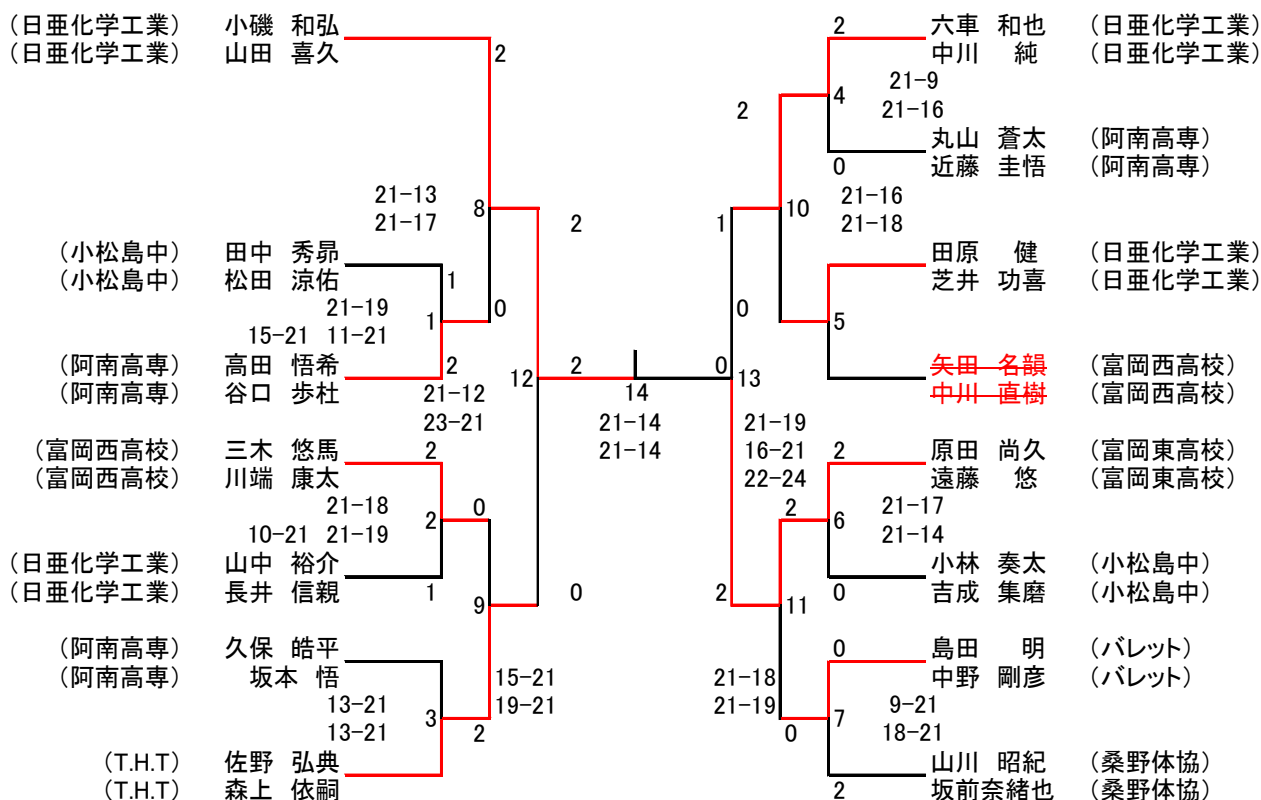 (日亜化学工業) 小磯 和弘 2 2 六車 和也 (日亜化学工業)
(日亜化学工業) 山田 喜久 中川 純 (日亜化学工業)
21-9
2 4
21-16
丸山 蒼太 (阿南高専)
0 近藤 圭悟 (阿南高専)
21-13 21-16
8 1 10
21-17 2 21-18
(小松島中) 田中 秀昂 田原 健 (日亜化学工業)
(小松島中) 松田 涼佑 1 芝井 功喜 (日亜化学工業)
21-19 0 0
1 5
15-21 11-21
(阿南高専) 高田 悟希 2 12 2 0 13 矢田 名韻 (富岡西高校)
(阿南高専) 谷口 歩杜 21-12 14 中川 直樹 (富岡西高校)
23-21 21-14 21-19
(富岡西高校) 三木 悠馬 2 21-14 16-21 2 原田 尚久 (富岡東高校)
(富岡西高校) 川端 康太 22-24 遠藤 悠 (富岡東高校)
21-18 0 2 21-17
2 6
10-21 21-19 21-14
(日亜化学工業) 山中 裕介 小林 奏太 (小松島中)
(日亜化学工業) 長井 信親 1 0 2 0 吉成 集磨 (小松島中)
9 11
(阿南高専) 久保 皓平 0 島田 明 (バレット)
(阿南高専) 坂本 悟 15-21 21-18 中野 剛彦 (バレット)
13-21 19-21 21-19 9-21
3 7
13-21 2 0 18-21
(T.H.T) 佐野 弘典 山川 昭紀 (桑野体協)
(T.H.T) 森上 依嗣 2 坂前奈緒也 (桑野体協)